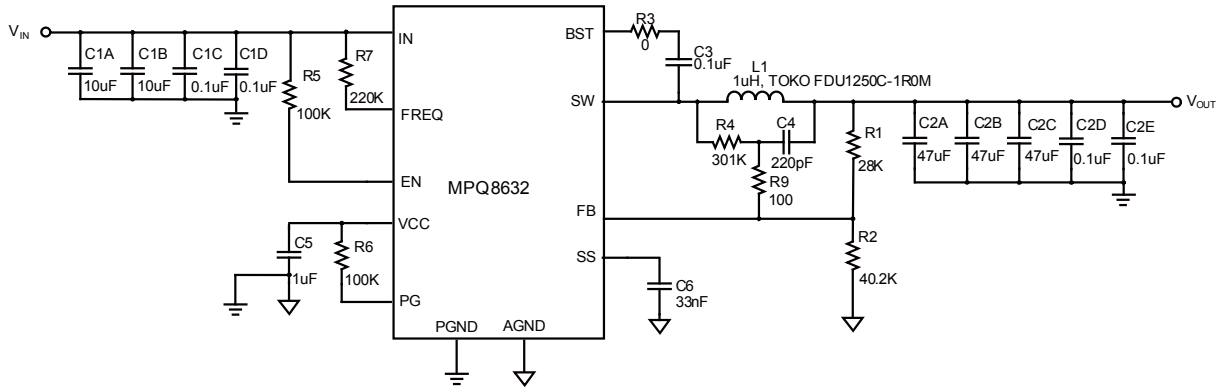 V_IN
C1A
10uF
C1B
10uF
C1C
0.1uF
C1D
0.1uF
R5
100K
R7
220K
IN
FREQ
EN
VCC
PG
MPQ8632
PGND
AGND
BST
SW
FB
SS
C5
1uF
R6
100K
R3
0
C3
0.1uF
L1
1uH, TOKO FDU1250C-1R0M
R4
301K
C4
220pF
R9
100
R1
28K
R2
40.2K
C6
33nF
C2A
47uF
C2B
47uF
C2C
47uF
C2D
0.1uF
C2E
0.1uF
V_OUT